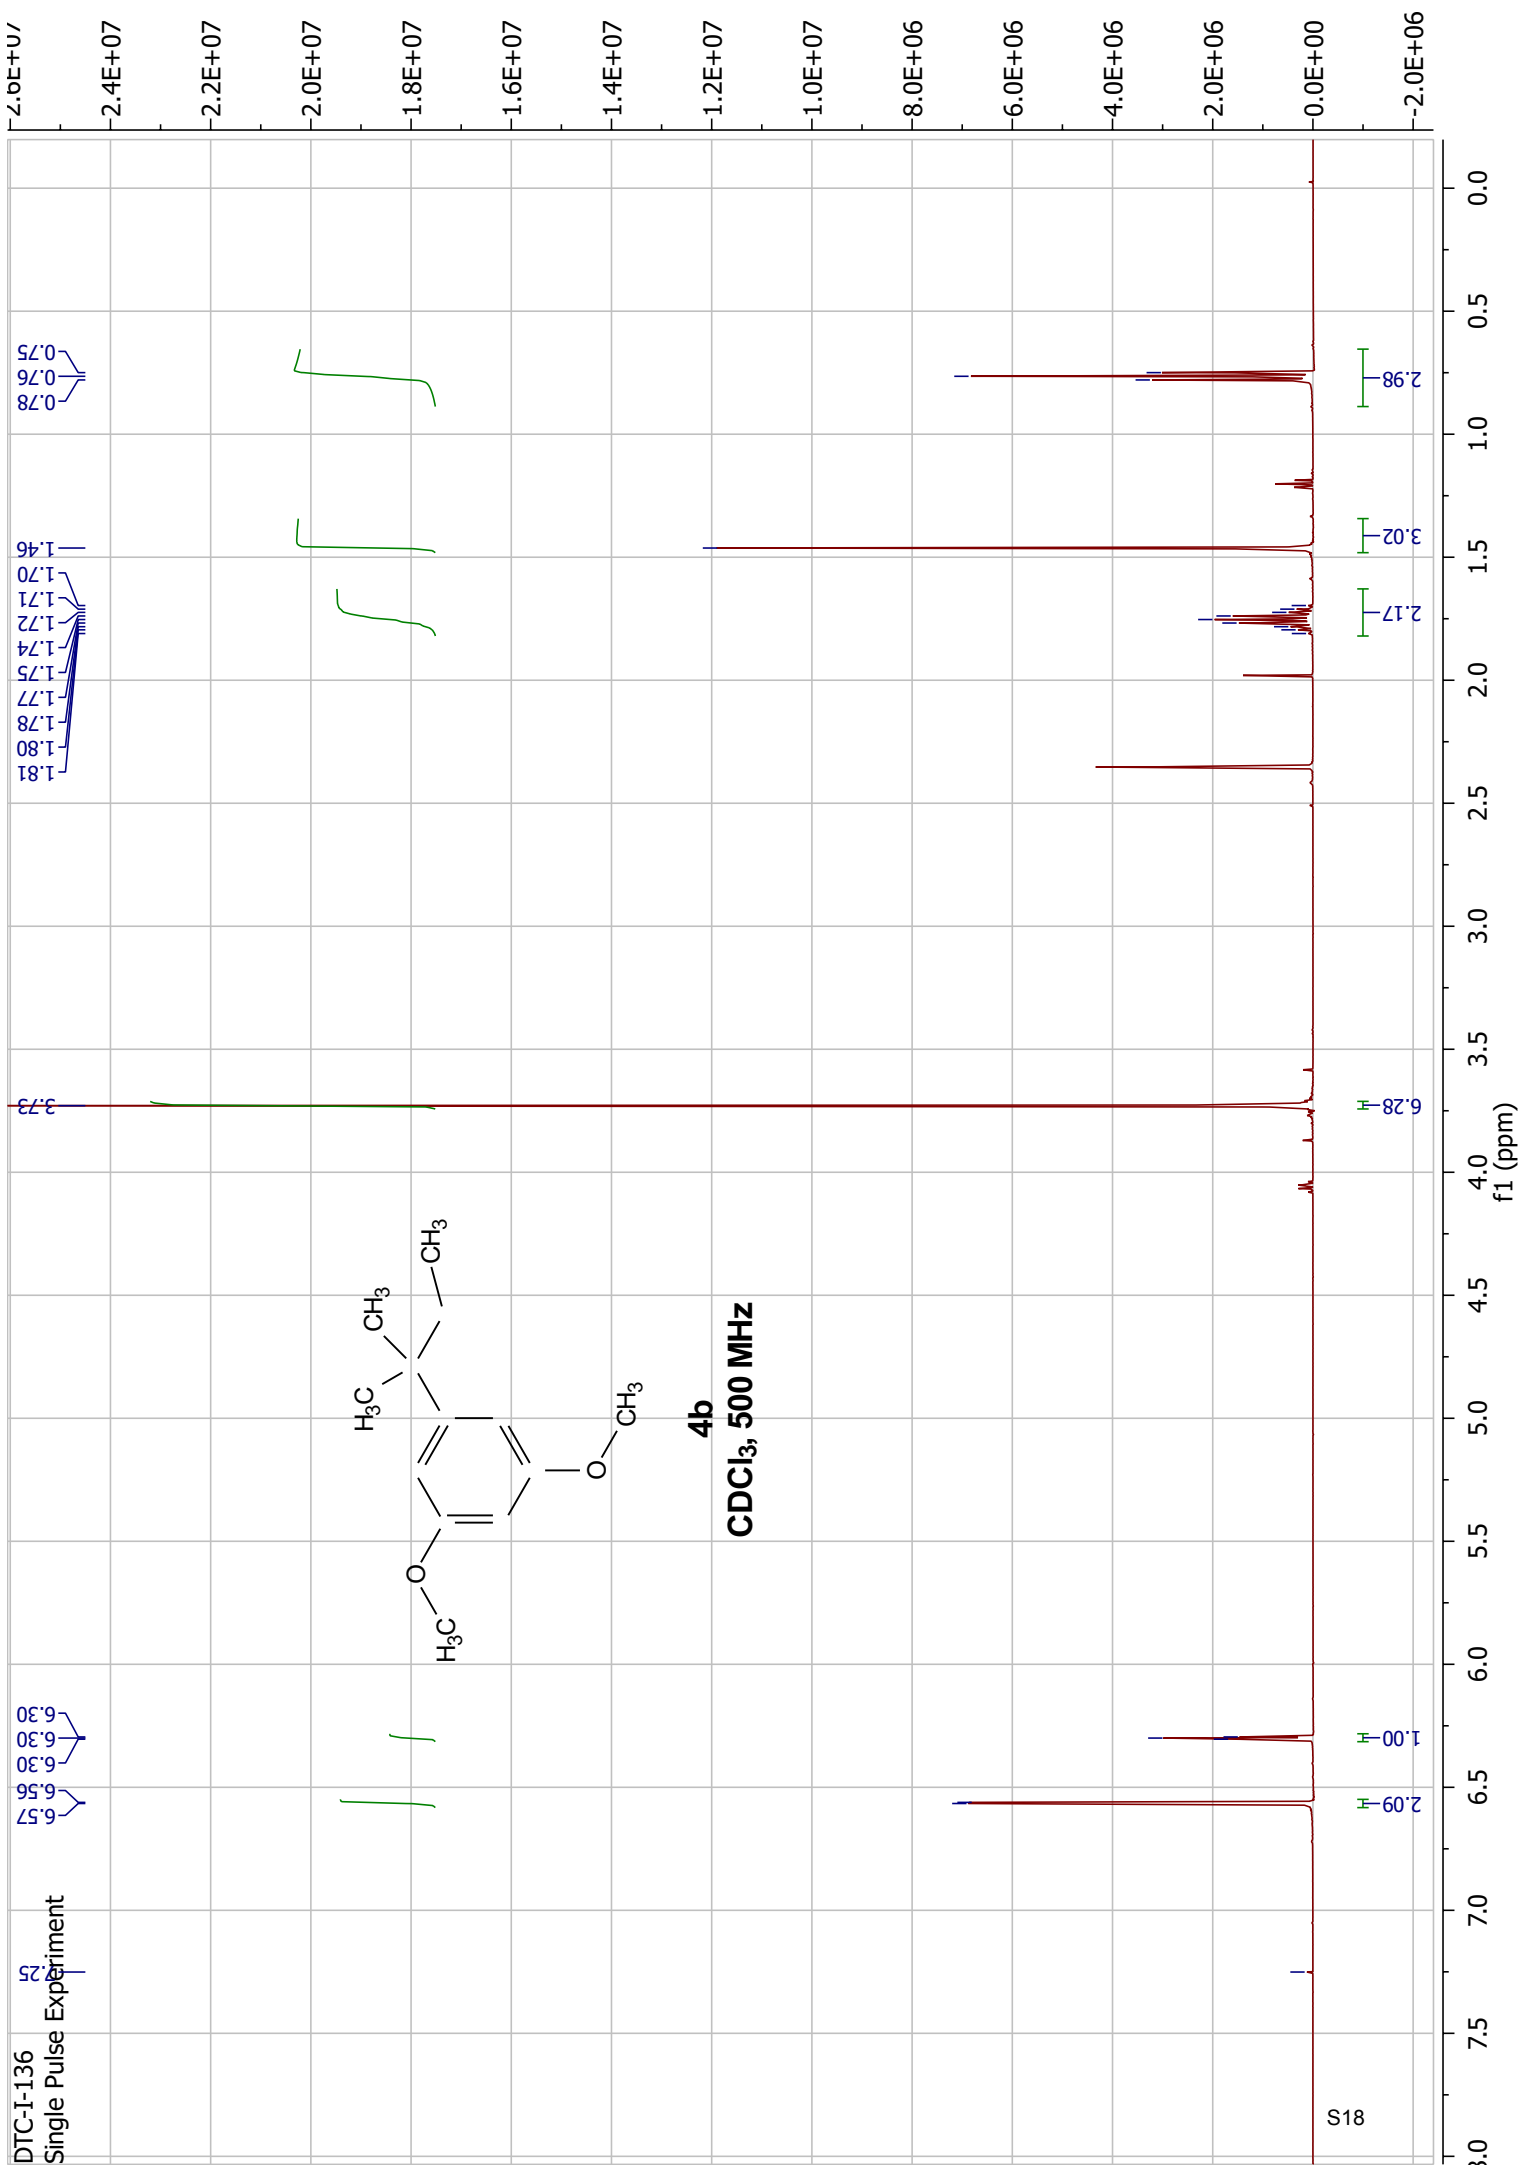 DTC-I-136
Single Pulse Experiment
7.25
6.57
6.56
6.30
6.30
6.30
3.73
1.81
1.80
1.78
1.77
1.75
1.74
1.72
1.71
1.70
1.46
0.78
0.76
0.75
2.6E+07
2.4E+07
2.2E+07
2.0E+07
1.8E+07
1.6E+07
1.4E+07
1.2E+07
1.0E+07
8.0E+06
6.0E+06
4.0E+06
2.0E+06
0.0E+00
-2.0E+06
H3C
CH3
CH3
H3C
O
O
CH3
4b
CDCl3, 500 MHz
2.09
1.00
6.28
2.17
3.02
2.98
8.0 7.5 7.0 6.5 6.0 5.5 5.0 4.5 4.0 3.5 3.0 2.5 2.0 1.5 1.0 0.5 0.0
f1 (ppm)
S18